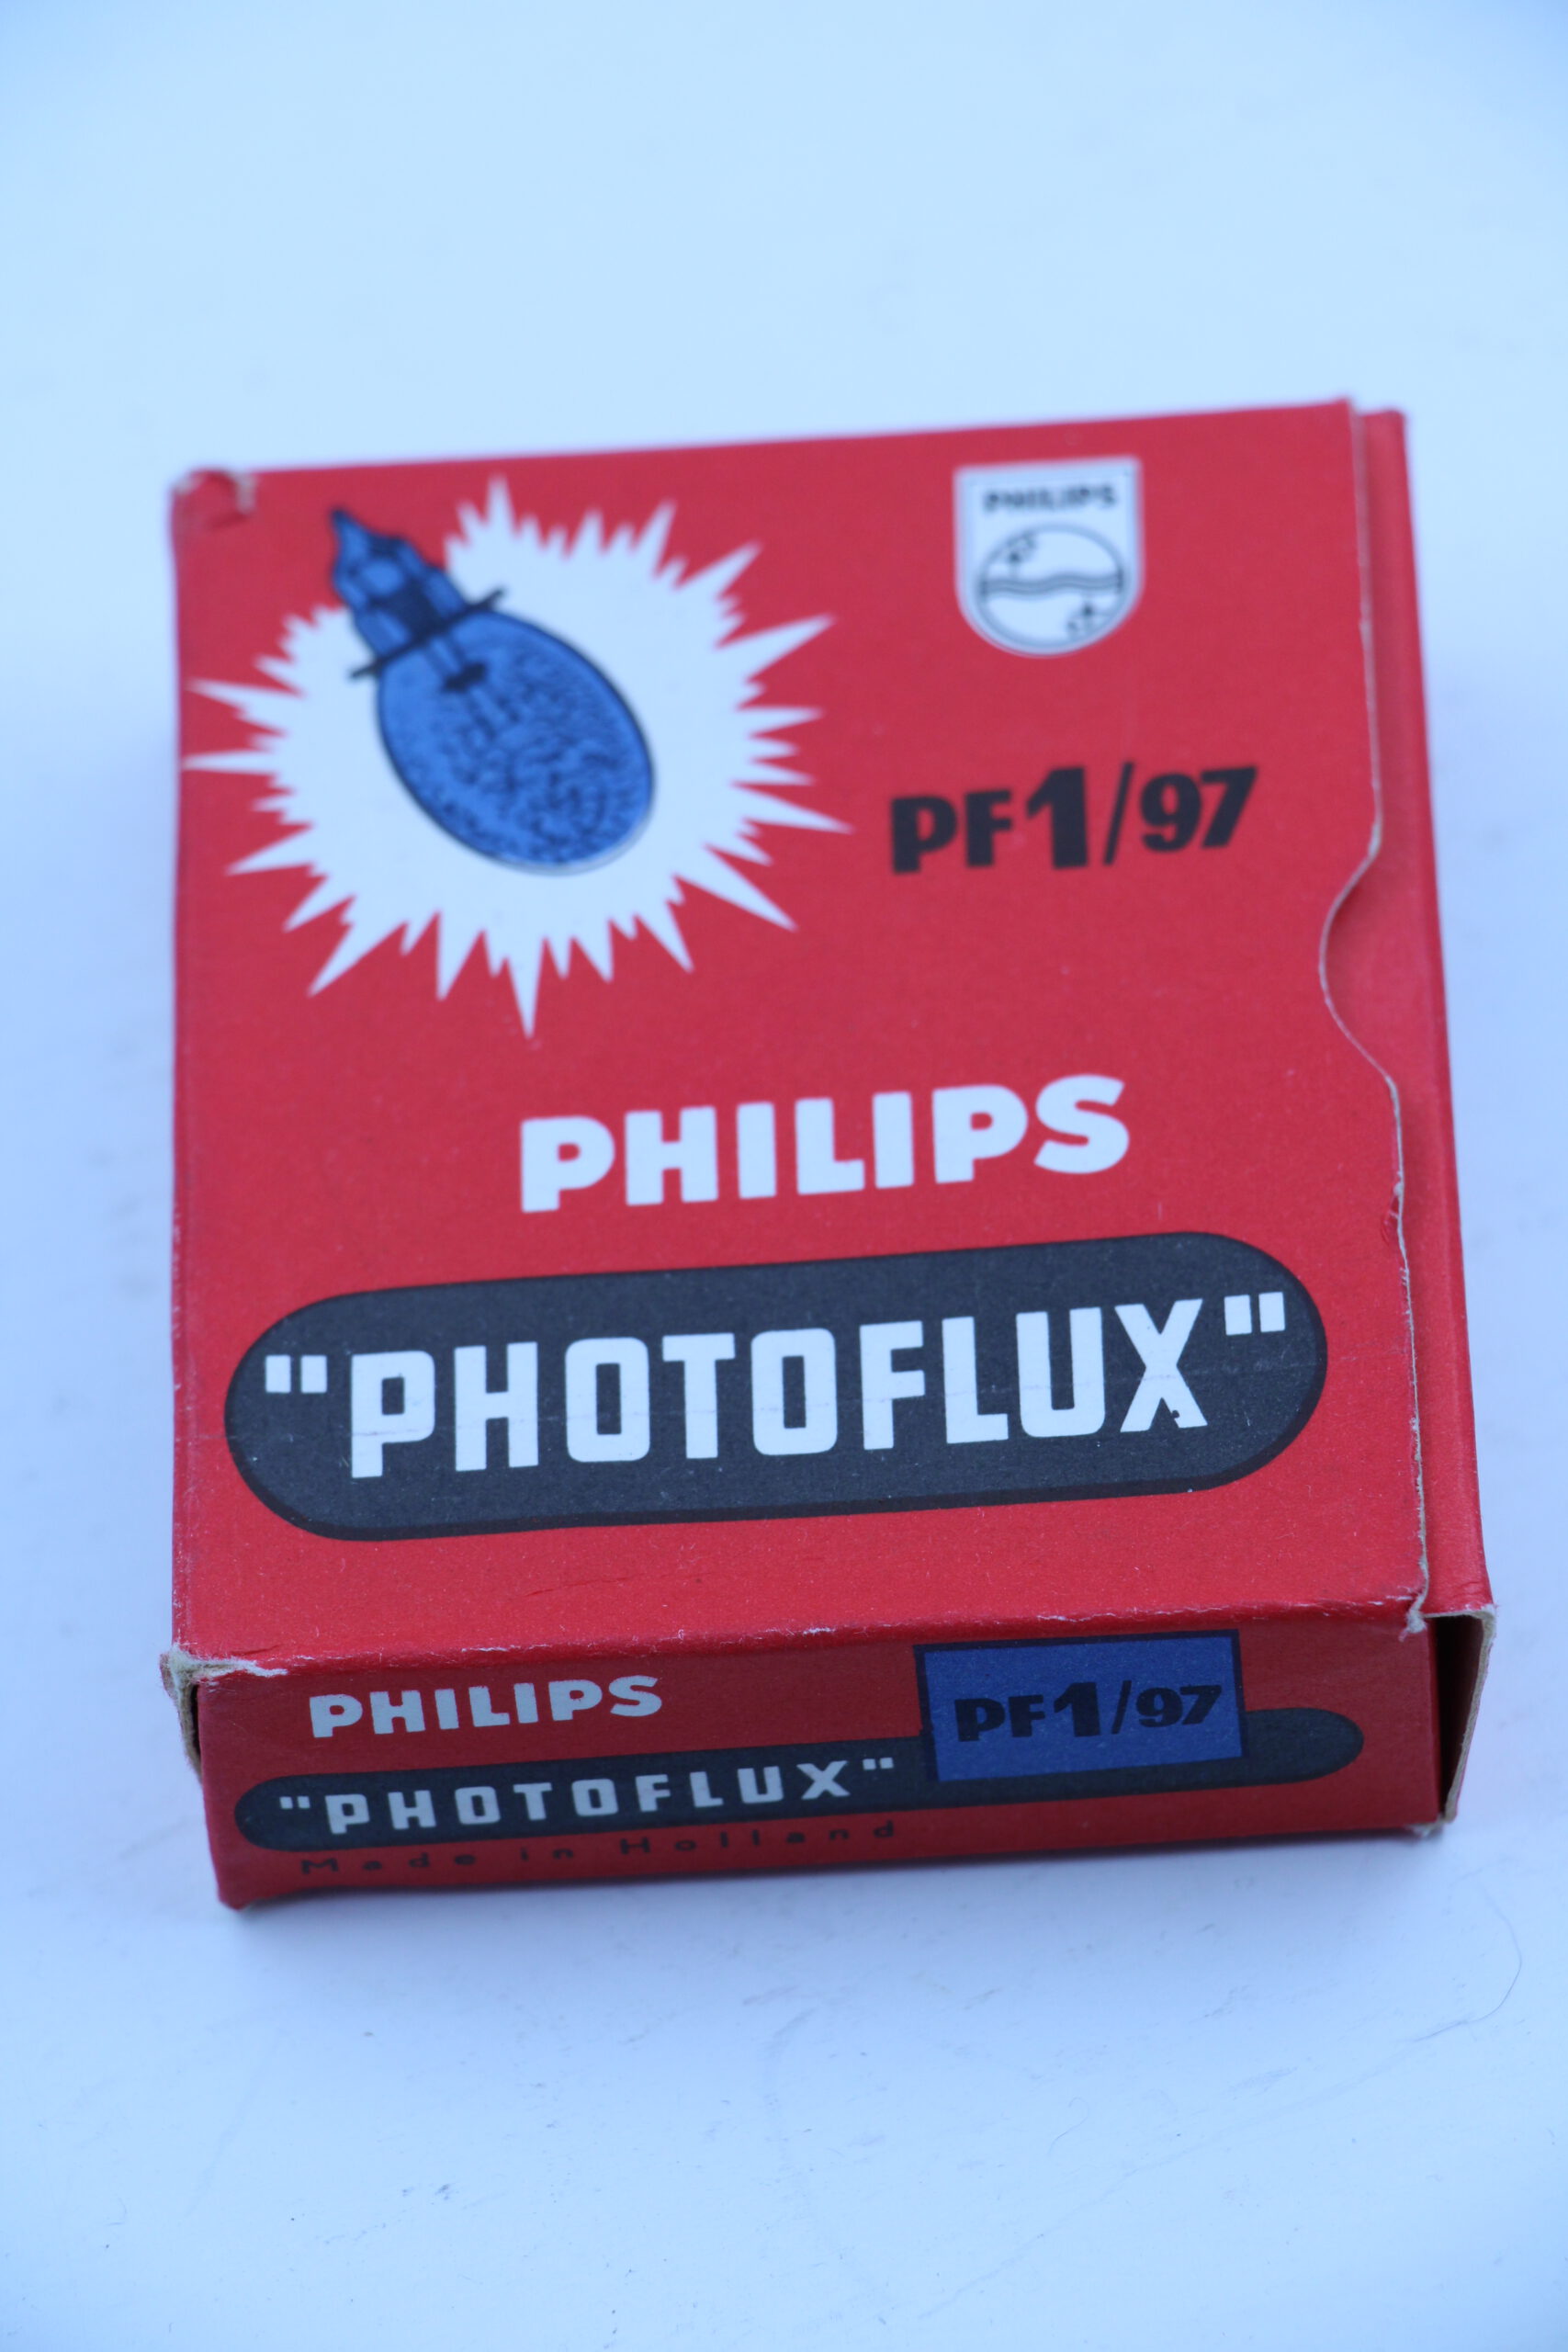 PHILIPS
PF1/97
PHILIPS
"PHOTOFLUX"
PHILIPS
PF1/97
"PHOTOFLUX"
Made in Holland